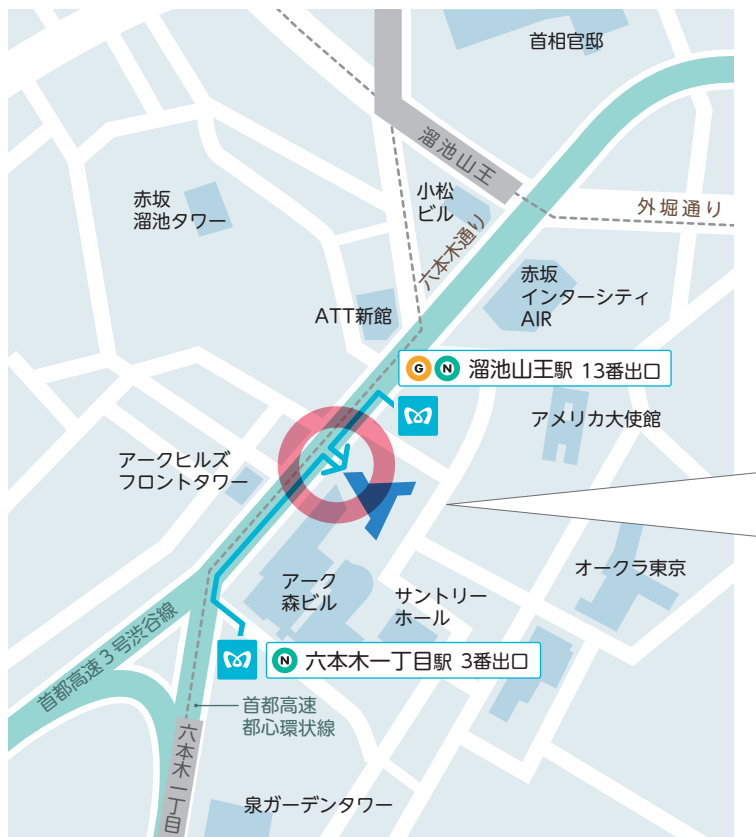 首相官邸
溜池山王
赤坂
溜池タワー
小松
ビル
外堀通り
六本木通り
赤坂
インターシティ
AIR
ATT新館
G N 溜池山王駅 13番出口
アメリカ大使館
アークヒルズ
フロントタワー
オークラ東京
アーク
森ビル
サントリー
ホール
首都高速3号渋谷線
N 六本木一丁目駅 3番出口
首都高速
都心環状線
六本木一丁目
泉ガーデンタワー